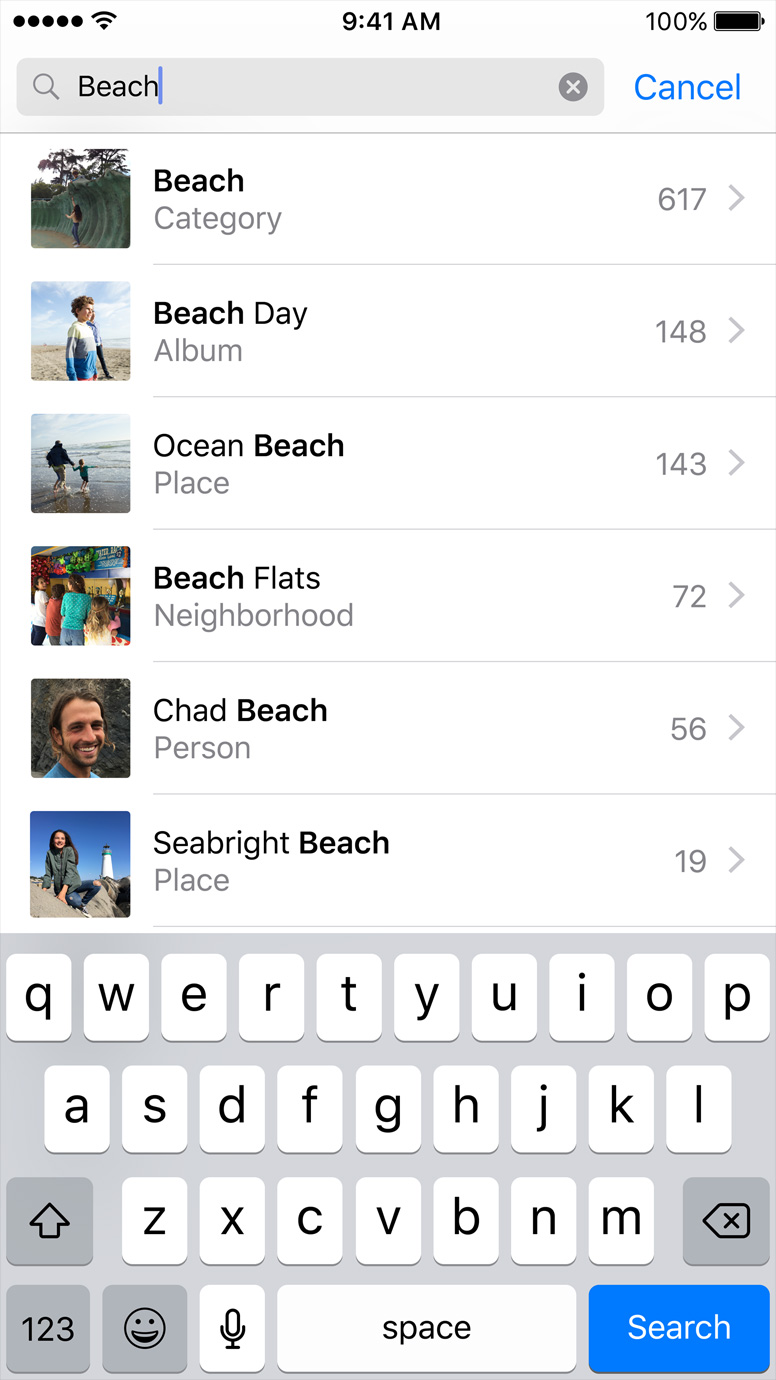 9:41 AM 100%
Beach Cancel
Beach
Category
617
Beach Day
Album
148
Ocean Beach
Place
143
Beach Flats
Neighborhood
72
Chad Beach
Person
56
Seabright Beach
Place
19
q w e r t y u i o p
a s d f g h j k l
z x c v b n m
123 space Search